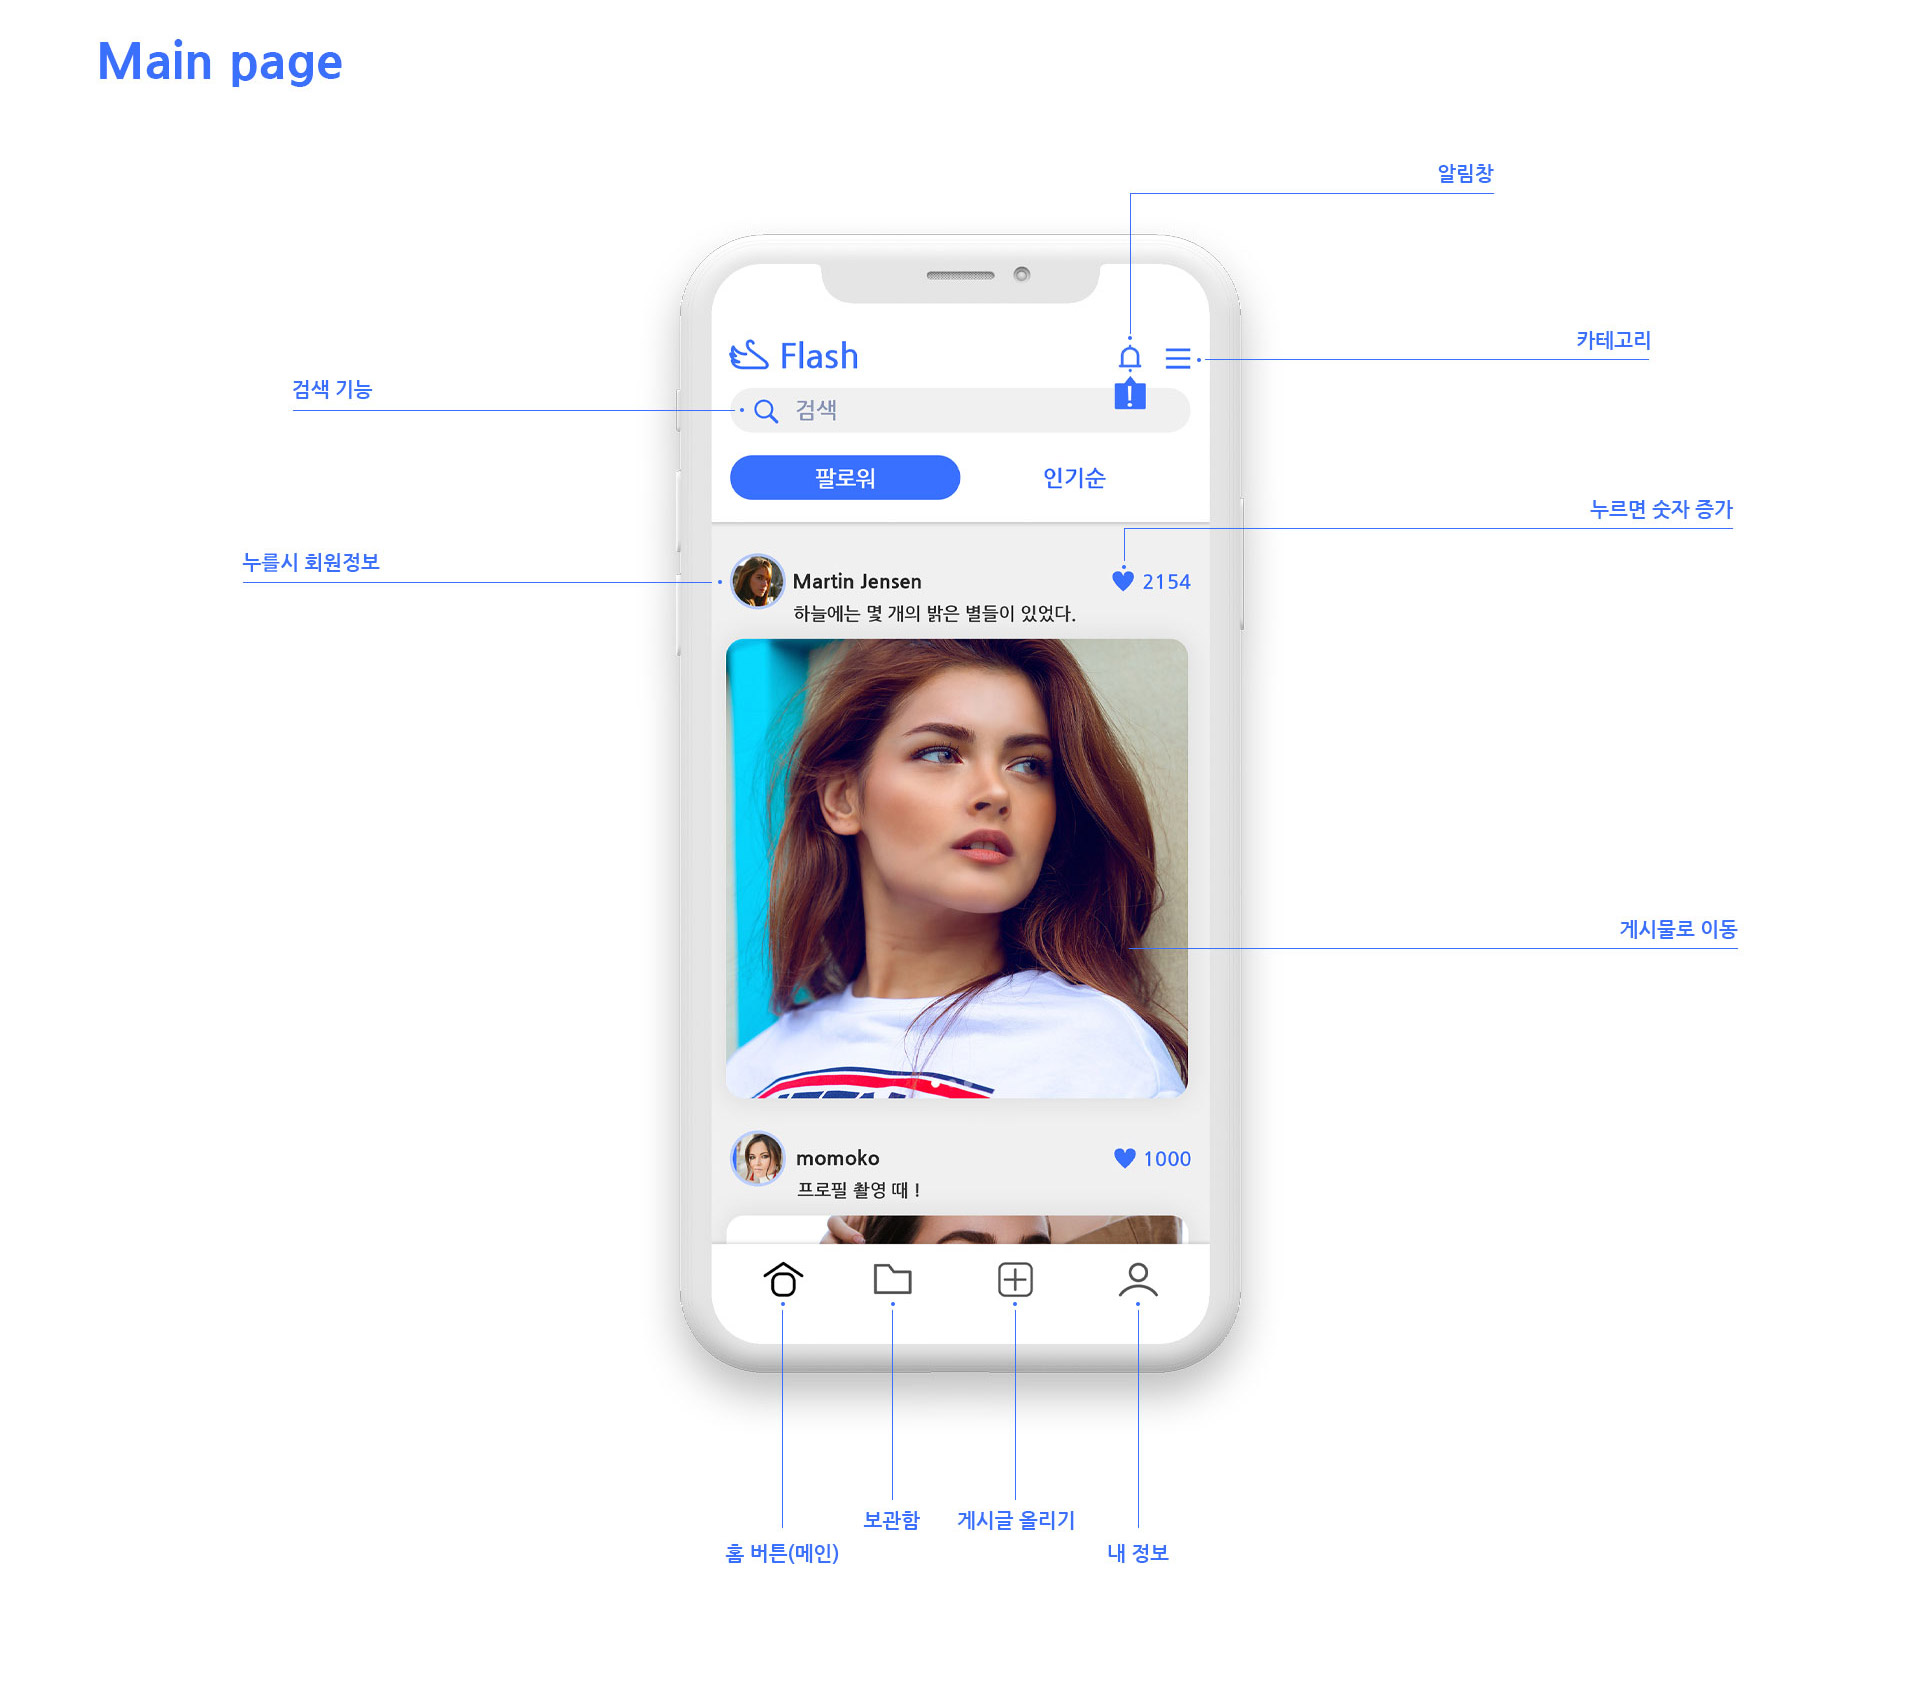 Main page
알림창
Flash
카테고리
검색 기능
검색
!
팔로워
인기순
누르면 숫자 증가
누를시 회원정보
Martin Jensen
2154
하늘에는 몇 개의 밝은 별들이 있었다.
게시물로 이동
momoko
1000
프로필 촬영 때 !
보관함
게시글 올리기
홈 버튼(메인)
내 정보